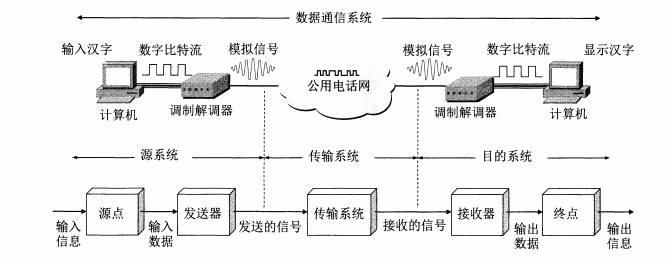 数据通信系统
输入汉字 数字比特流 模拟信号 模拟信号 数字比特流 显示汉字
公用电话网
计算机 调制解调器 调制解调器 计算机
源系统 传输系统 目的系统
源点 发送器 传输系统 接收器 终点
输入信息 输入数据 发送的信号 接收的信号 输出数据 输出信息